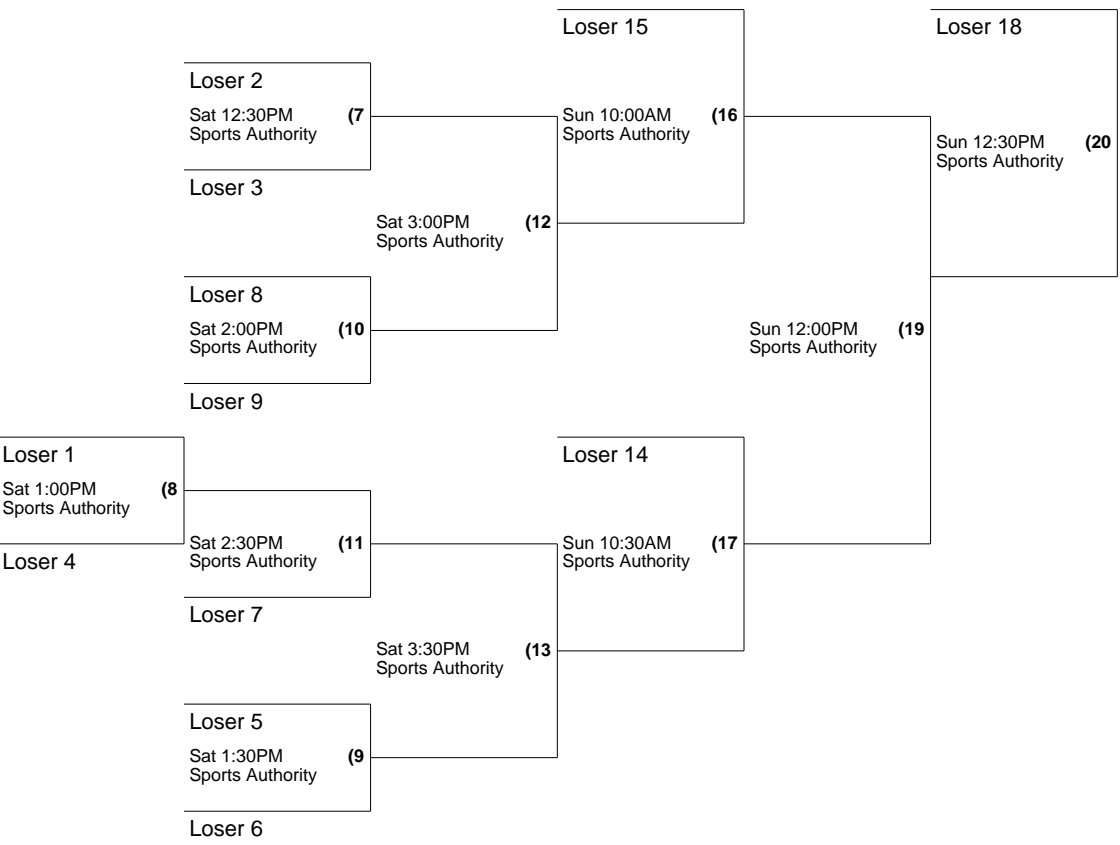 Loser 15
Loser 18
Loser 2
Sat 12:30PM (7
Sports Authority
Sun 10:00AM (16
Sports Authority
Sun 12:30PM (20
Sports Authority
Loser 3
Sat 3:00PM (12
Sports Authority
Loser 8
Sat 2:00PM (10
Sports Authority
Sun 12:00PM (19
Sports Authority
Loser 9
Loser 1
Loser 14
Sat 1:00PM (8
Sports Authority
Sat 2:30PM (11
Sports Authority
Sun 10:30AM (17
Sports Authority
Loser 4
Loser 7
Sat 3:30PM (13
Sports Authority
Loser 5
Sat 1:30PM (9
Sports Authority
Loser 6